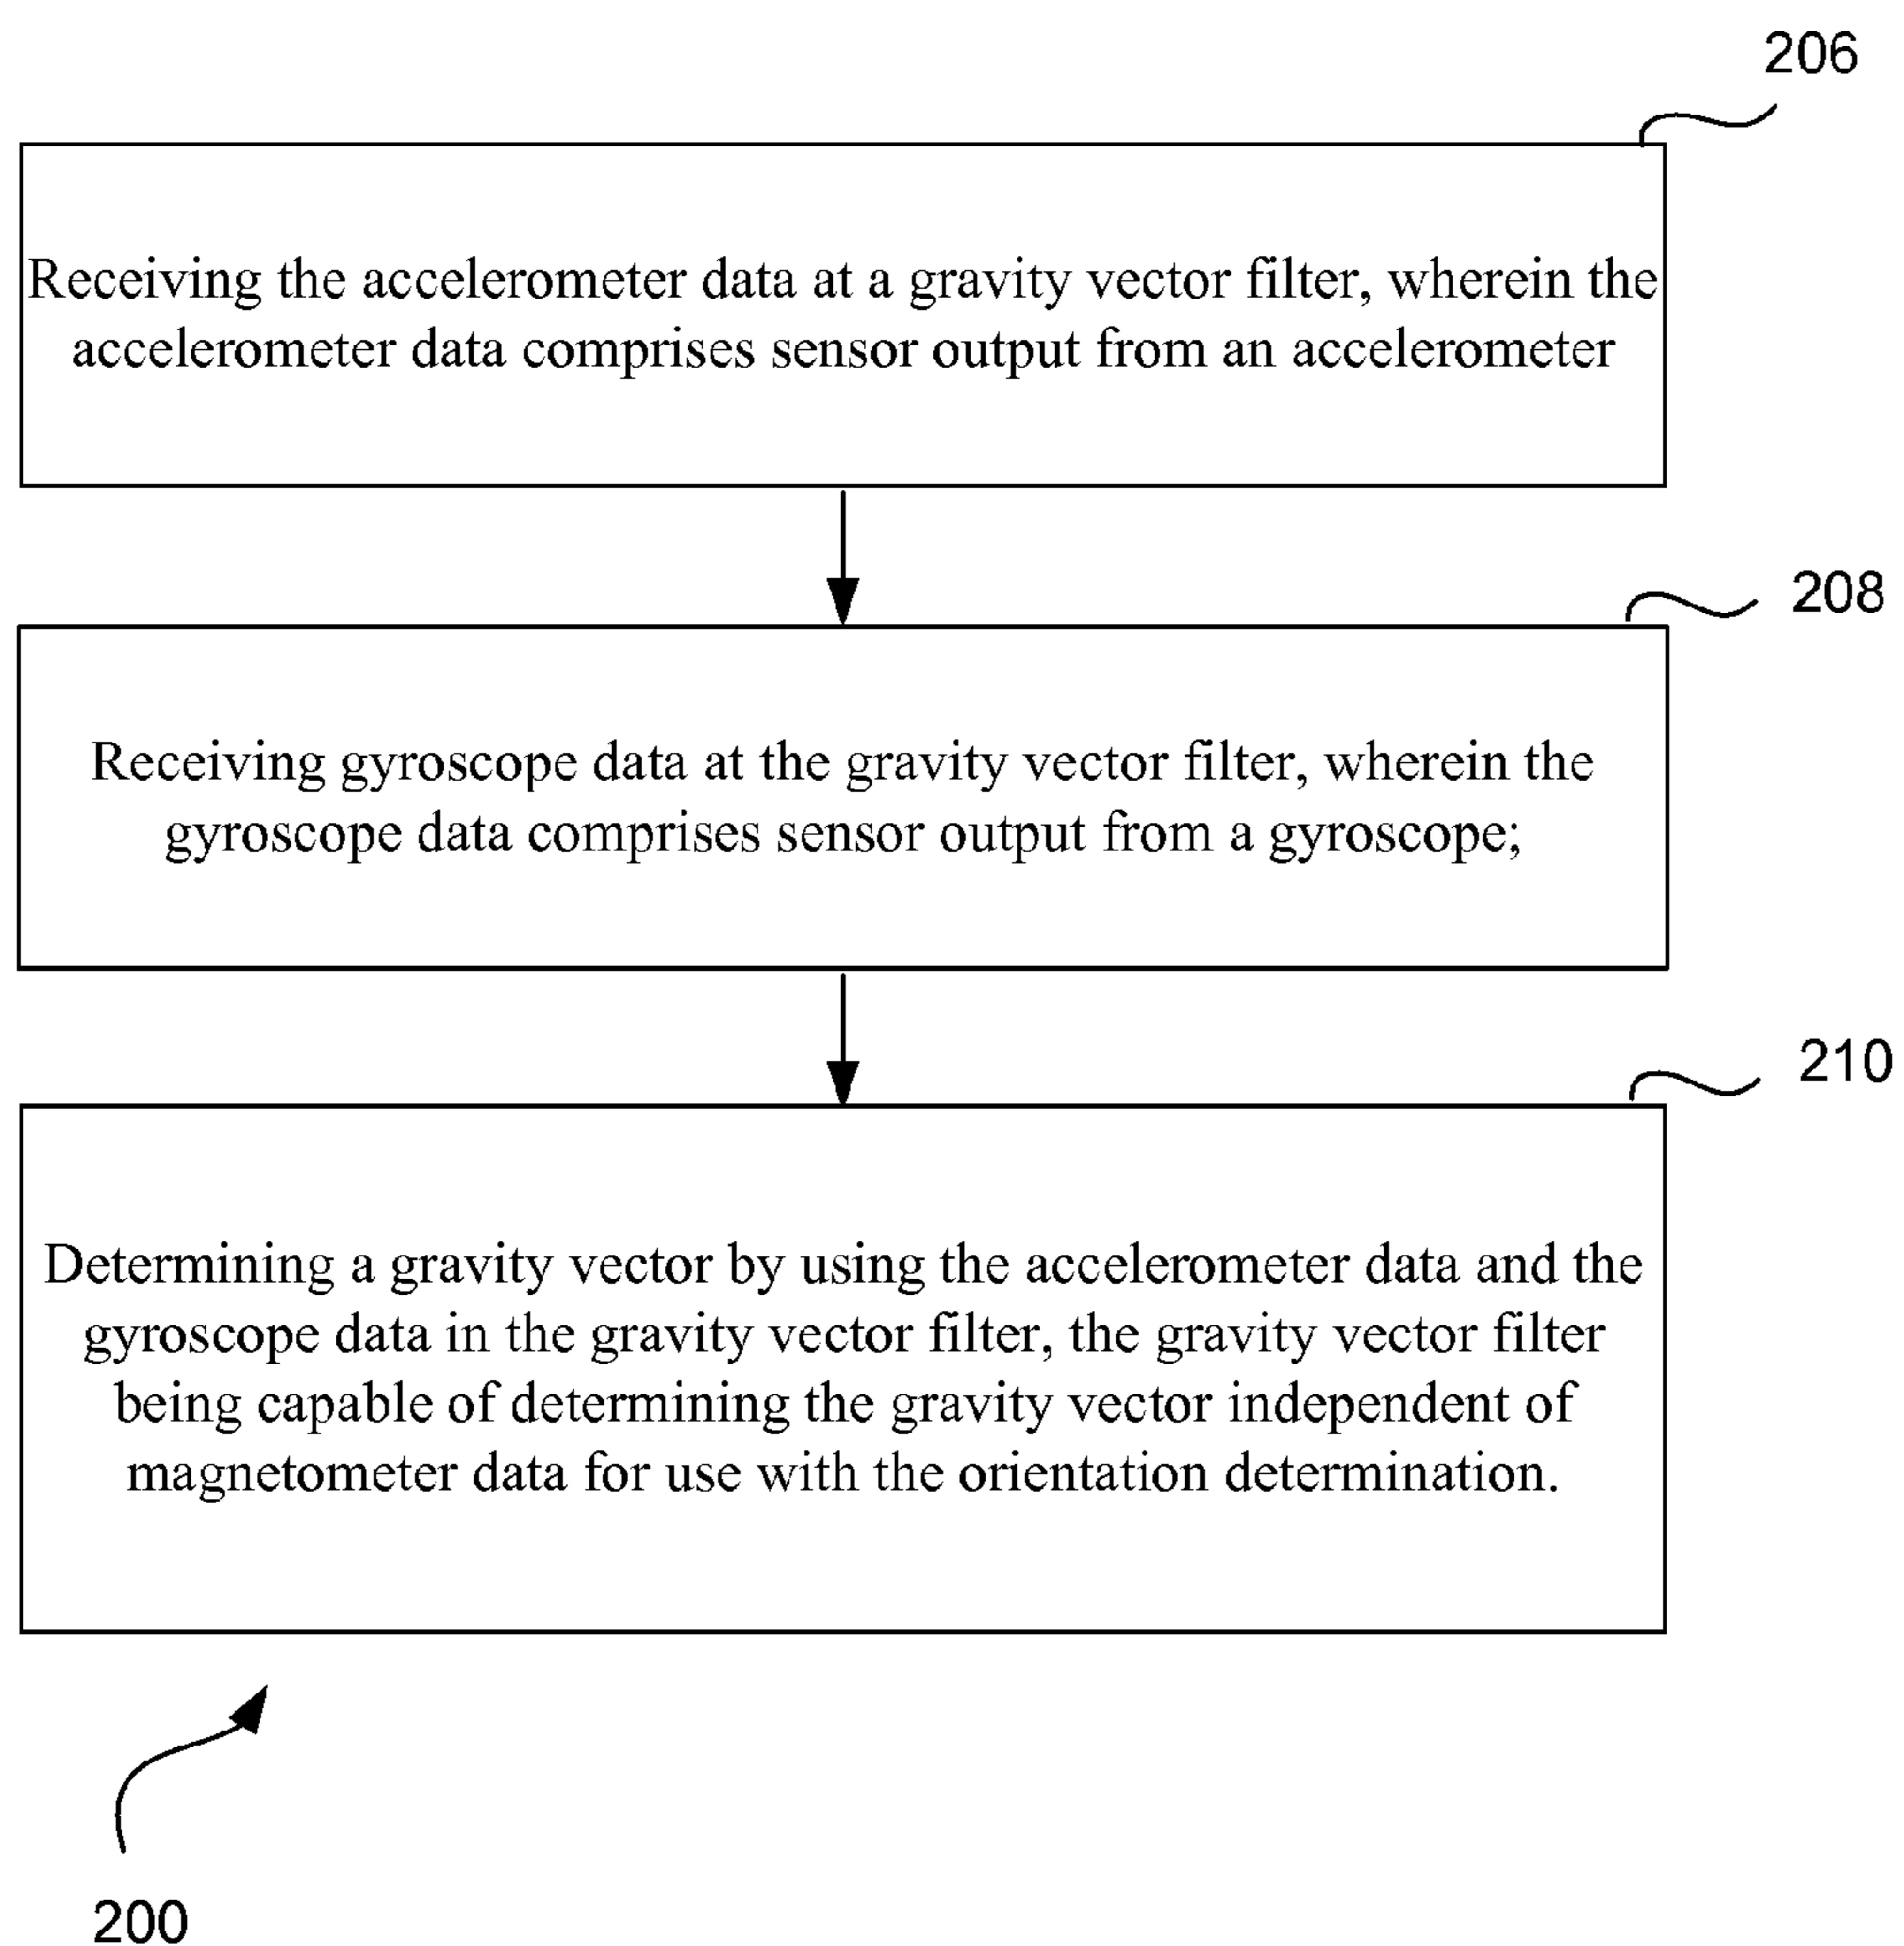 206
Receiving the accelerometer data at a gravity vector filter, wherein the
accelerometer data comprises sensor output from an accelerometer
208
Receiving gyroscope data at the gravity vector filter, wherein the
gyroscope data comprises sensor output from a gyroscope;
210
Determining a gravity vector by using the accelerometer data and the
gyroscope data in the gravity vector filter, the gravity vector filter
being capable of determining the gravity vector independent of
magnetometer data for use with the orientation determination.
200